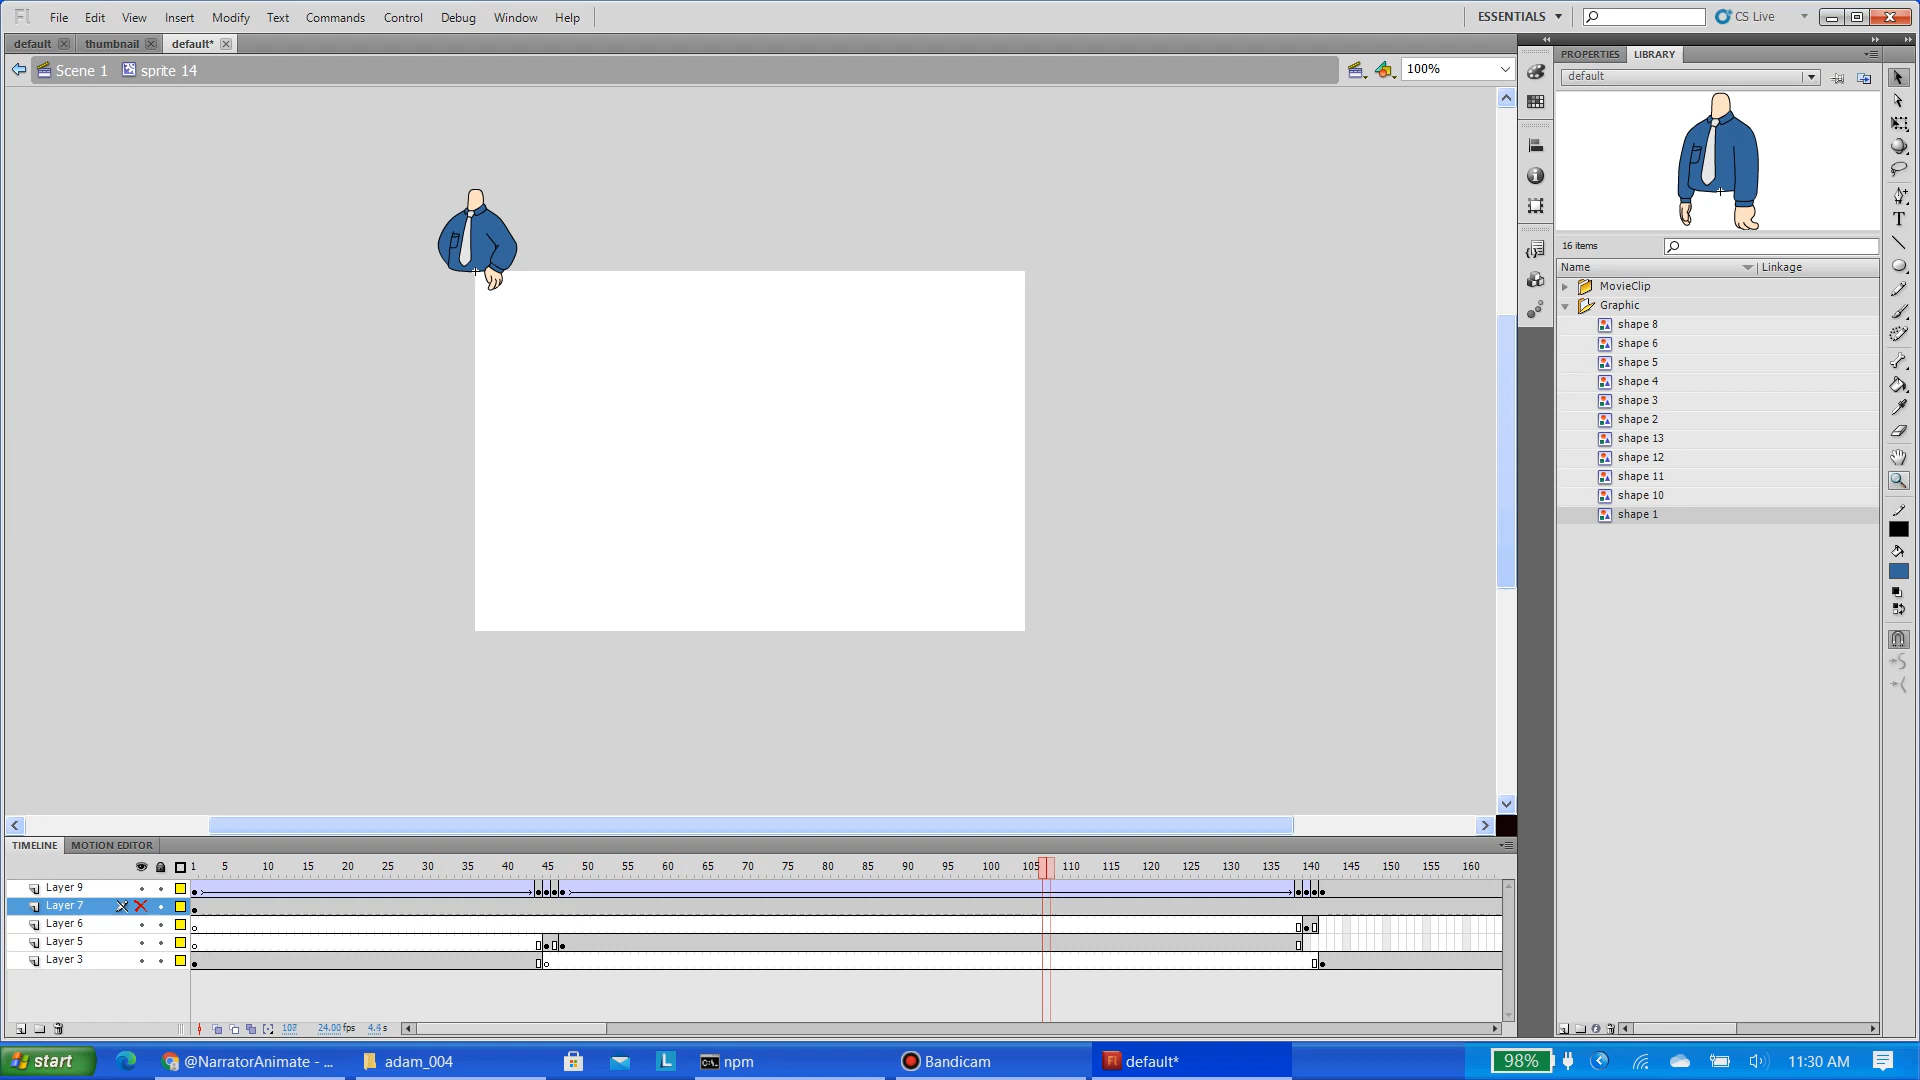 Fl File Edit View Insert Modify Text Commands Control Debug Window Help ESSENTIALS CS Live
default thumbnail default*
Scene 1 sprite 14 100%
PROPERTIES LIBRARY
default
16 items
Name Linkage
MovieClip
Graphic
shape 8
shape 6
shape 5
shape 4
shape 3
shape 2
shape 13
shape 12
shape 11
shape 10
shape 1
TIMELINE MOTION EDITOR
1 5 10 15 20 25 30 35 40 45 50 55 60 65 70 75 80 85 90 95 100 105 110 115 120 125 130 135 140 145 150 155 160
Layer 9
Layer 7
Layer 6
Layer 5
Layer 3
107 24.00 fps 4.4 s
start @NarratorAnimate - ... adam_004 L npm Bandicam Fl default* 98% 11:30 AM